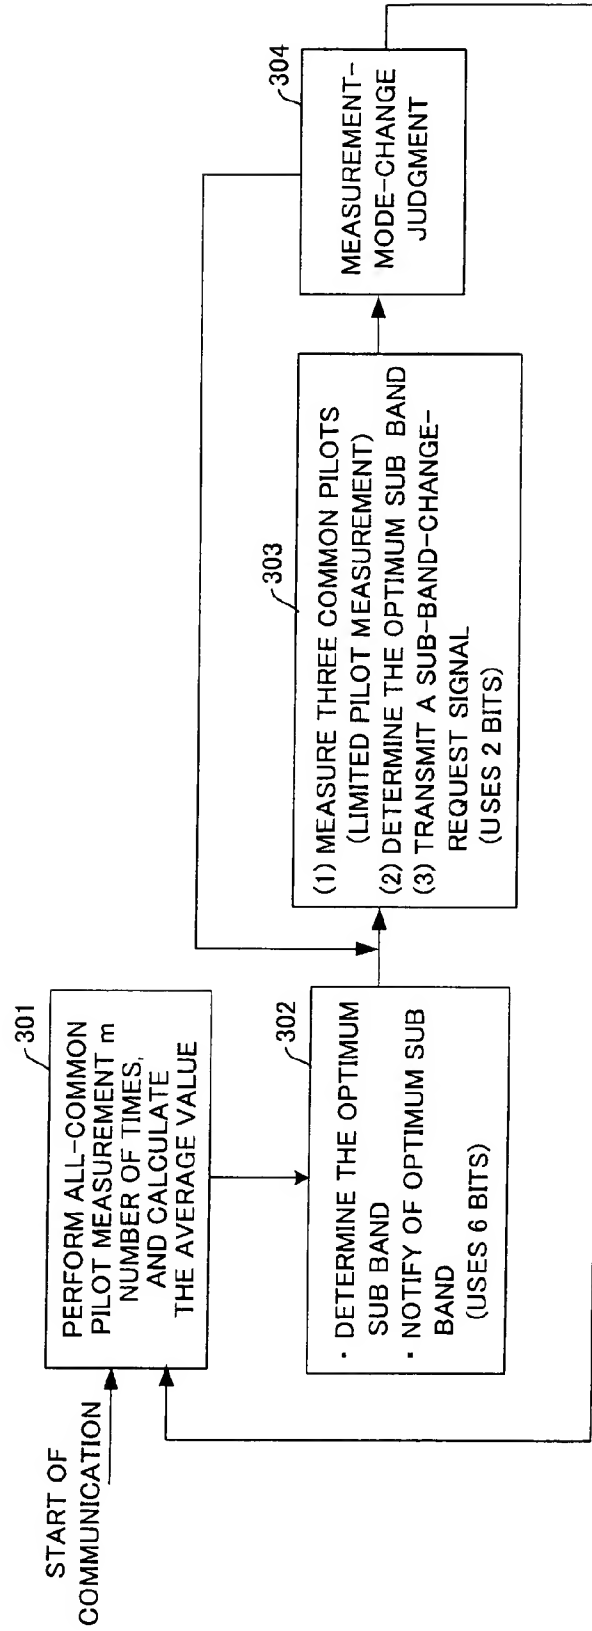 START OF
COMMUNICATION
301
PERFORM ALL-COMMON
PILOT MEASUREMENT m
NUMBER OF TIMES,
AND CALCULATE
THE AVERAGE VALUE
302
· DETERMINE THE OPTIMUM
SUB BAND
· NOTIFY OF OPTIMUM SUB
BAND
(USES 6 BITS)
303
(1) MEASURE THREE COMMON PILOTS
(LIMITED PILOT MEASUREMENT)
(2) DETERMINE THE OPTIMUM SUB BAND
(3) TRANSMIT A SUB-BAND-CHANGE-
REQUEST SIGNAL
(USES 2 BITS)
304
MEASUREMENT-
MODE-CHANGE
JUDGMENT